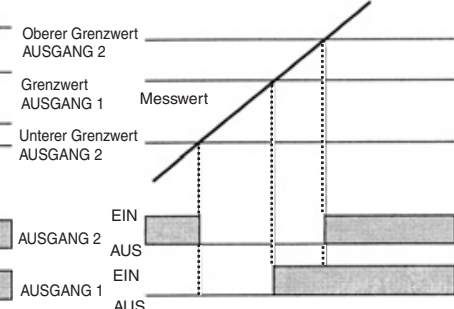 Oberer Grenzwert
AUSGANG 2
Grenzwert
AUSGANG 1
Messwert
Unterer Grenzwert
AUSGANG 2
EIN
AUSGANG 2
AUS
EIN
AUSGANG 1
AUS